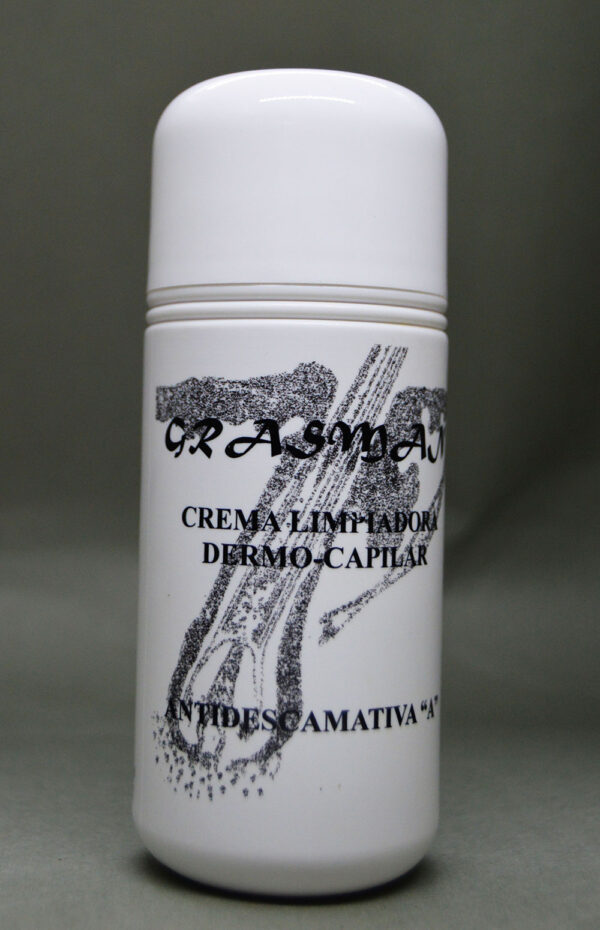 GRASMAN
CREMA LIMPIADORA
DERMO-CAPILAR
ANTIDESCAMATIVA "A"